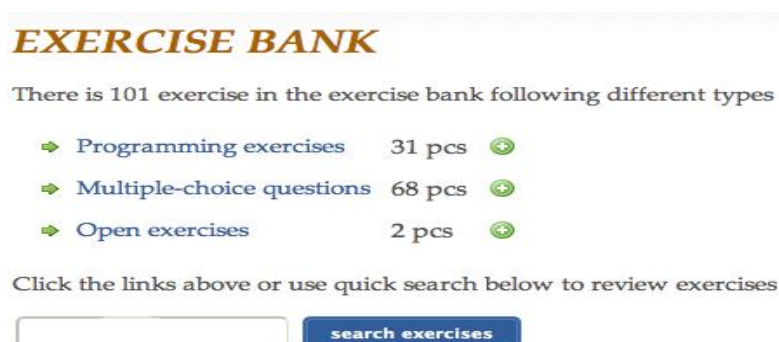 EXERCISE BANK
There is 101 exercise in the exercise bank following different types
Programming exercises 31 pcs
Multiple-choice questions 68 pcs
Open exercises 2 pcs
Click the links above or use quick search below to review exercises
search exercises